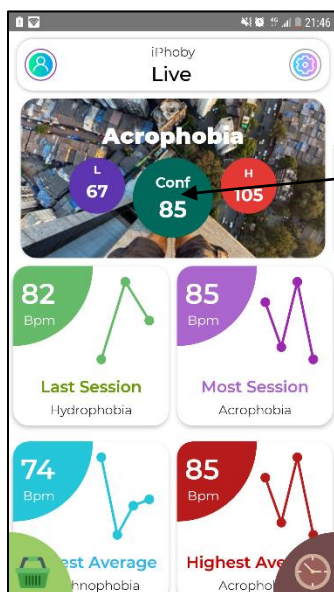 21:46
iPhoby
Live
Acrophobia
L
67
Conf
85
H
105
82
Bpm
Last Session
Hydrophobia
85
Bpm
Most Session
Acrophobia
74
Bpm
est Average
hnophobia
85
Bpm
Highest Ave
Acropho